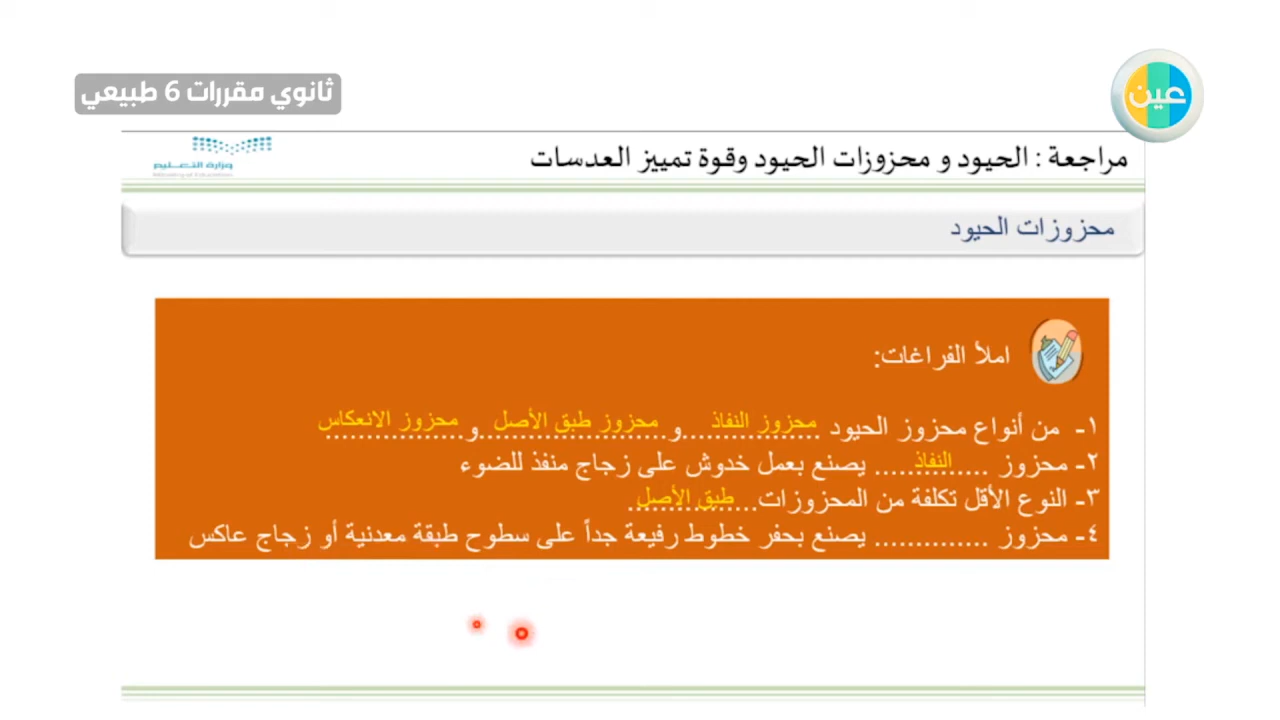 ثانوي مقررات 6 طبيعي
عين
وزارة التعليم
Ministry of Education
مراجعة : الحيود و محزوزات الحيود وقوة تمييز العدسات
محزوزات الحيود
املأ الفراغات:
١- من أنواع محزوز الحيود محزوز النفاذ و محزوز طبق الأصل و محزوز الانعكاس
٢- محزوز النفاذ يصنع بعمل خدوش على زجاج منفذ للضوء
٣- النوع الأقل تكلفة من المحزوزات طبق الأصل
٤- محزوز .............. يصنع بحفر خطوط رفيعة جداً على سطوح طبقة معدنية أو زجاج عاكس